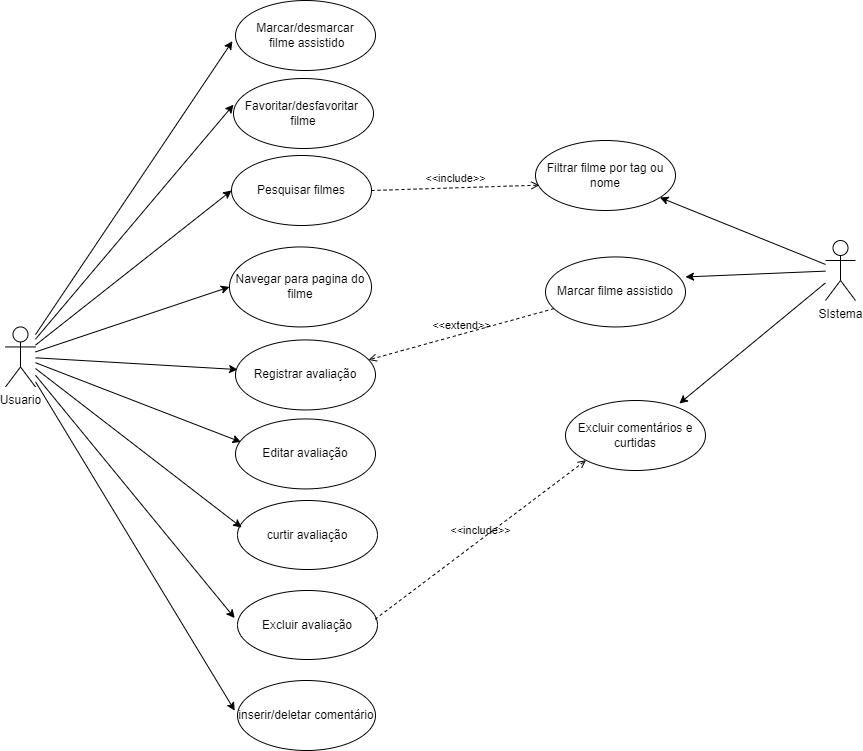 Marcar/desmarcar
filme assistido
Favoritar/desfavoritar
filme
Pesquisar filmes
<<include>>
Filtrar filme por tag ou
nome
Navegar para pagina do
filme
Marcar filme assistido
SIstema
<<extend>>
Registrar avaliação
Usuario
Excluir comentários e
curtidas
Editar avaliação
curtir avaliação
<<include>>
Excluir avaliação
inserir/deletar comentário